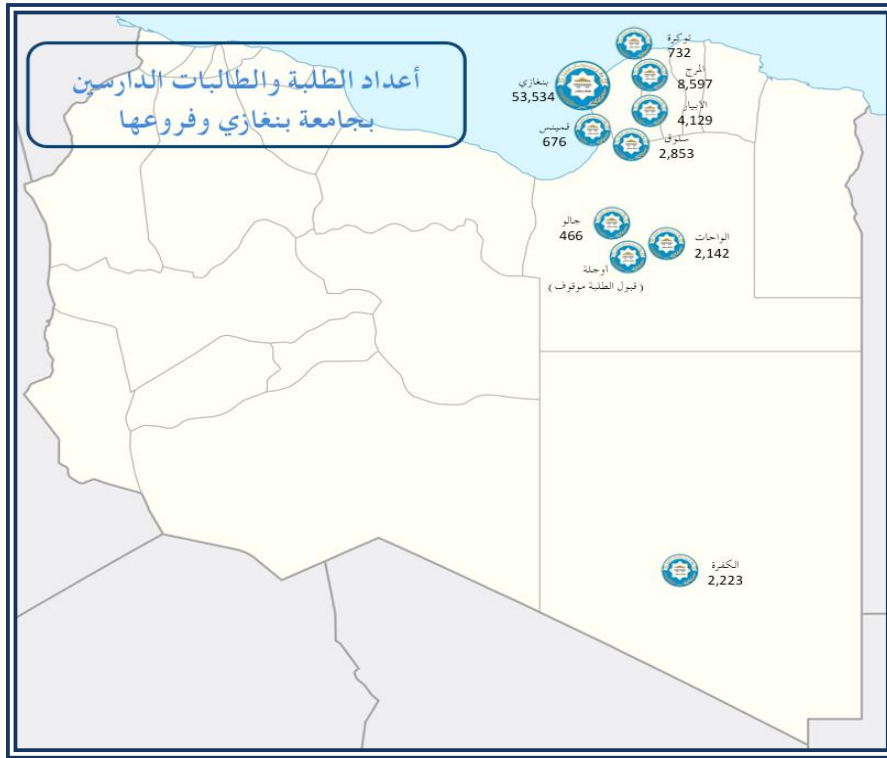 أعداد الطلبة والطالبات الدارسين
بجامعة بنغازي وفروعها
توكرة
732
المرج
8,597
بنغازي
53,534
الابيار
4,129
قمينس
676
سلوق
2,853
جالو
466
الواحات
2,142
أوجلة
( قبول الطلبة موقوف )
الكفرة
2,223